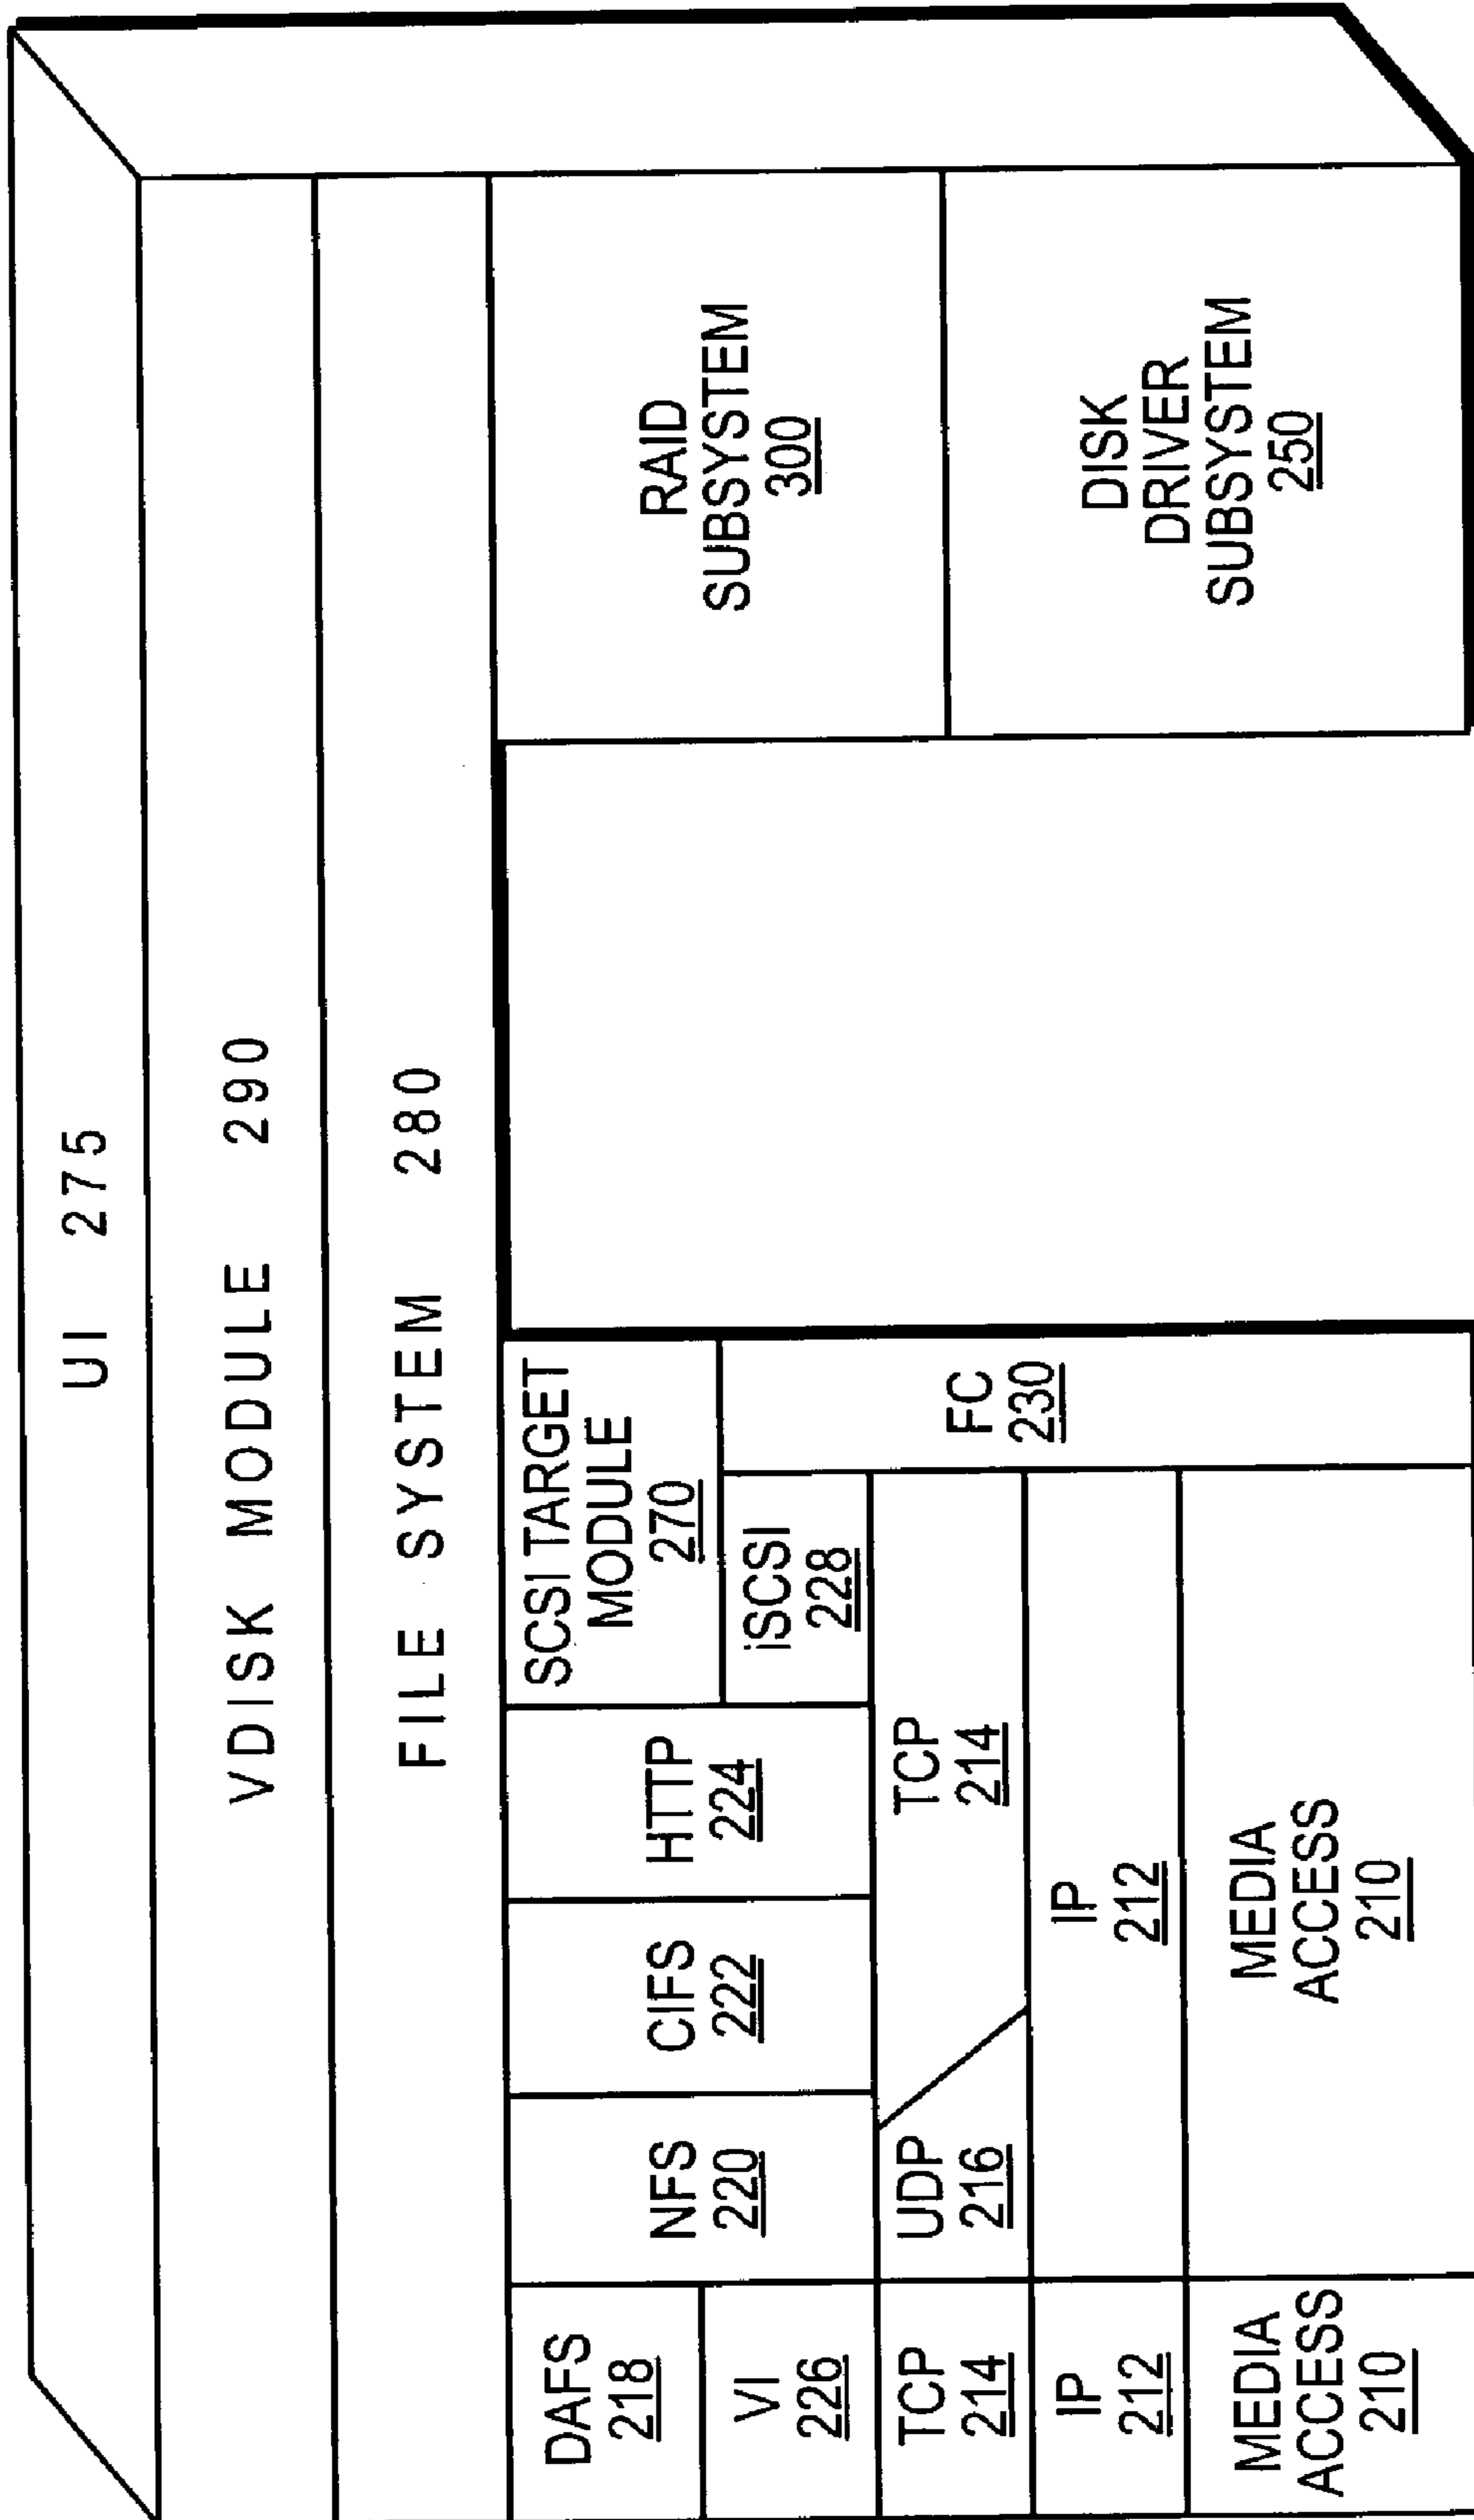 UI 275
VDISK MODULE 290
FILE SYSTEM 280
DAFS
218
VI
226
TCP
214
IP
212
MEDIA
ACCESS
210
NFS
220
CIFS
222
HTTP
224
SCSI TARGET
MODULE
270
iSCSI
228
FC
230
UDP
216
TCP
214
IP
212
MEDIA
ACCESS
210
RAID
SUBSYSTEM
300
DISK
DRIVER
SUBSYSTEM
250